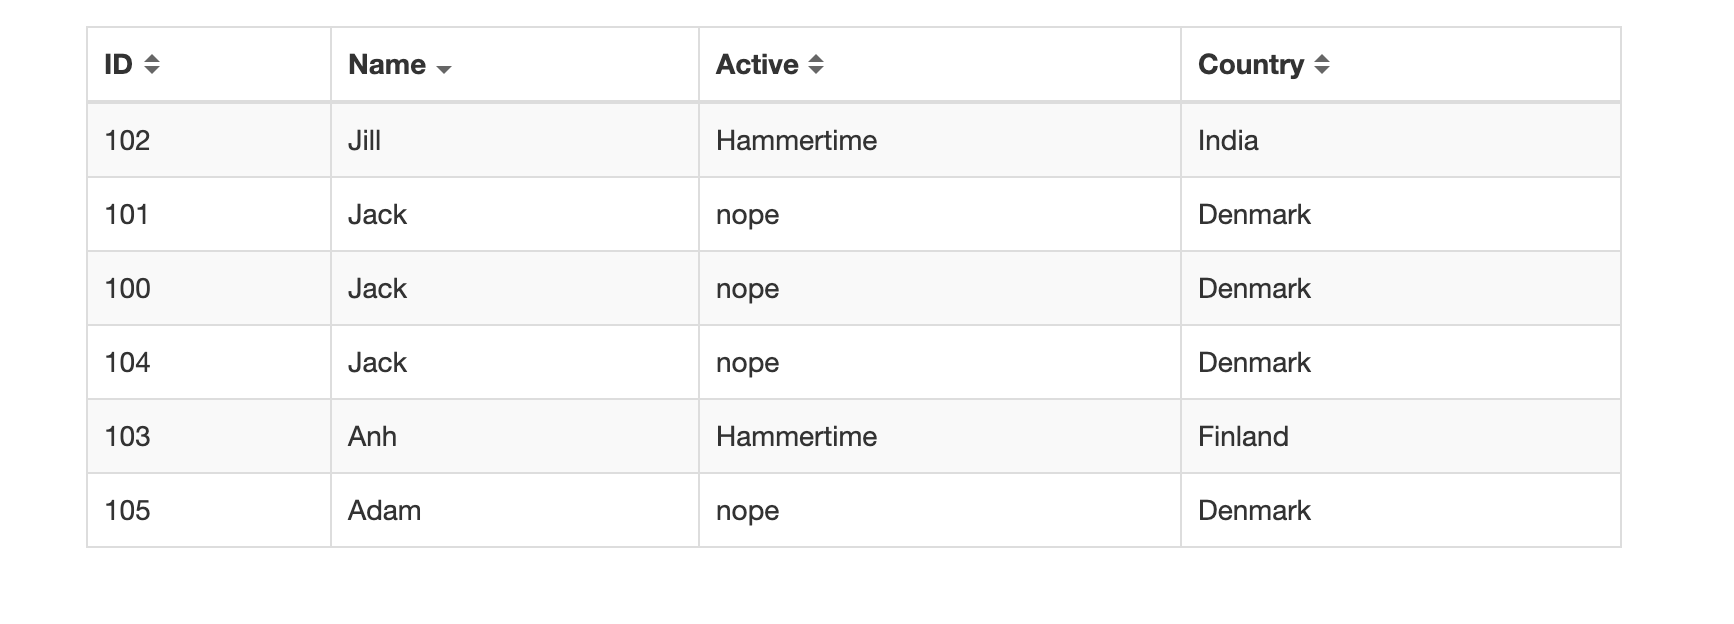 ID Name Active Country
102 Jill Hammertime India
101 Jack nope Denmark
100 Jack nope Denmark
104 Jack nope Denmark
103 Anh Hammertime Finland
105 Adam nope Denmark